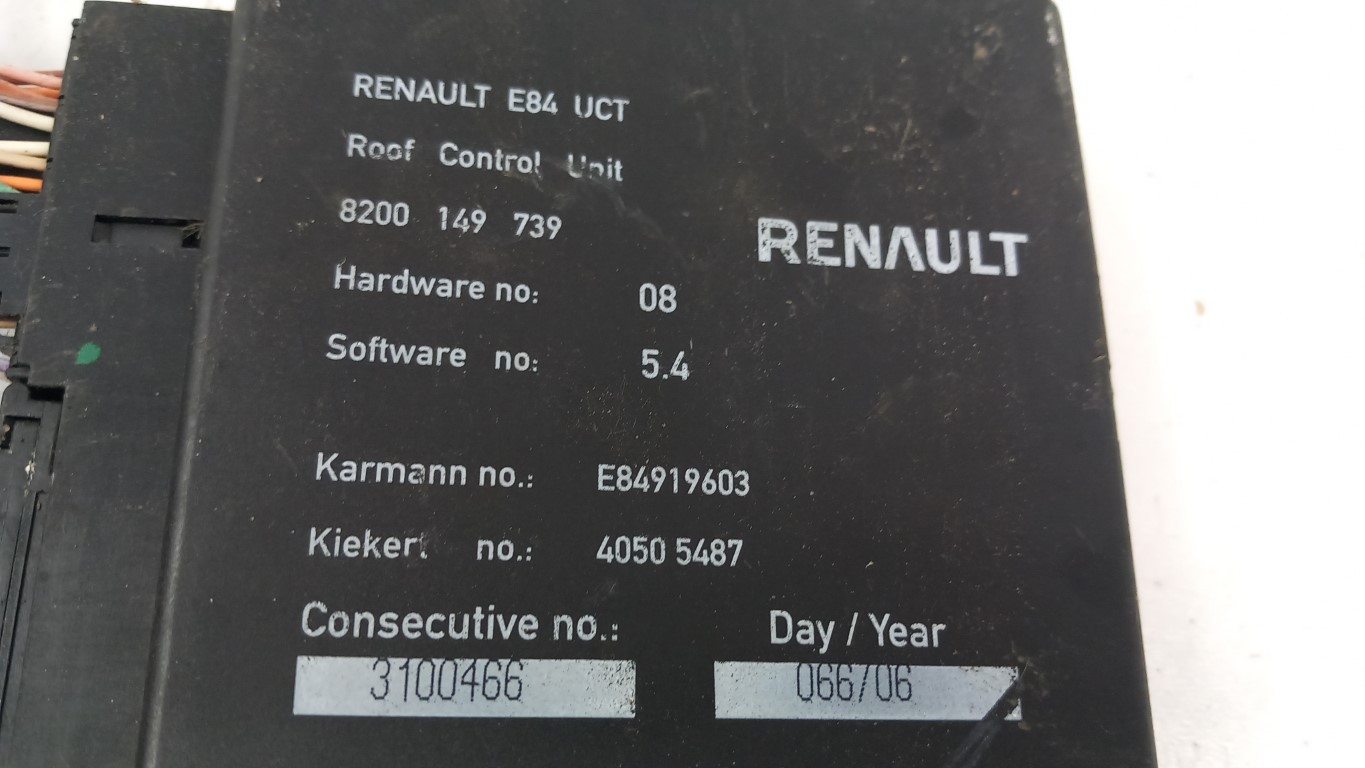 RENAULT E84 UCT
Roof Control Unit
8200 149 739
RENAULT
Hardware no: 08
Software no: 5.4
Karmann no.: E84919603
Kiekert no.: 4050 5487
Consecutive no.: Day / Year
3100466 066/06